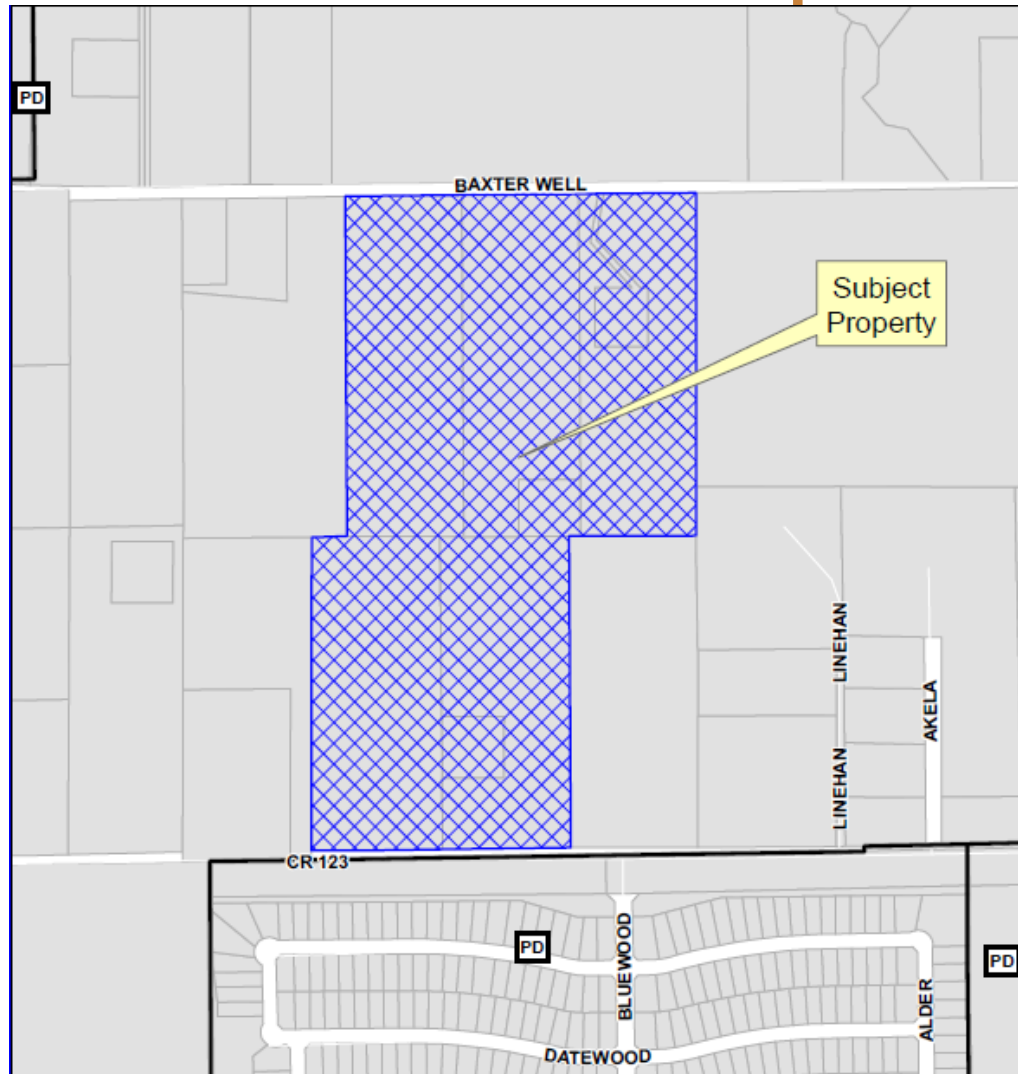 PD
BAXTER WELL
Subject
Property
LINEHAN
AKELA
LINEHAN
CR 123
BLUEWOOD
PD
PD
ALDER
DATEWOOD